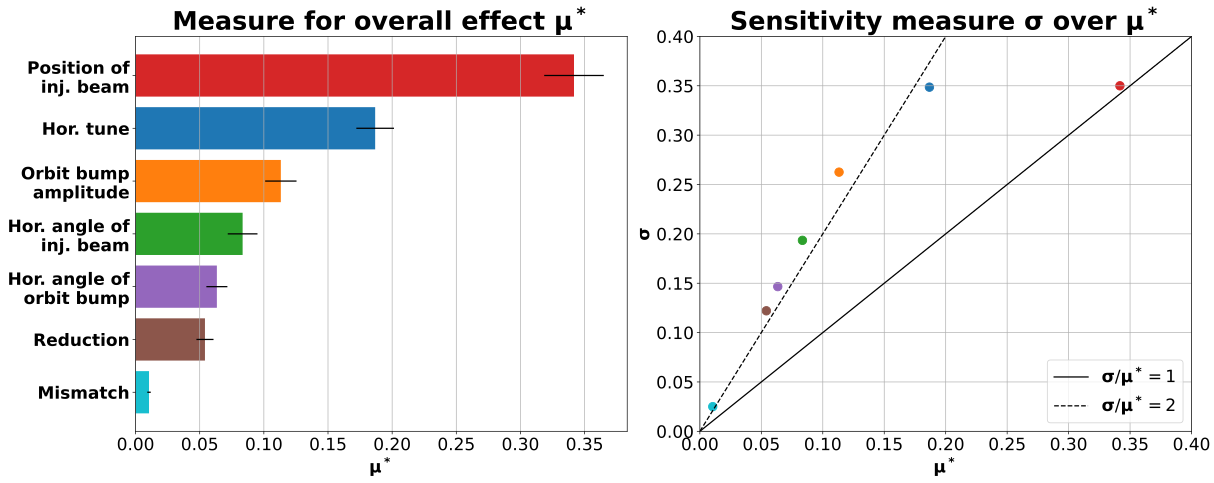 Measure for overall effect μ*
Position of
inj. beam
Hor. tune
Orbit bump
amplitude
Hor. angle of
inj. beam
Hor. angle of
orbit bump
Reduction
Mismatch
0.00 0.05 0.10 0.15 0.20 0.25 0.30 0.35
μ*
Sensitivity measure σ over μ*
0.40
0.35
0.30
0.25
0.20
0.15
0.10
0.05
0.00
σ
σ/μ* = 1
σ/μ* = 2
0.00 0.05 0.10 0.15 0.20 0.25 0.30 0.35 0.40
μ*